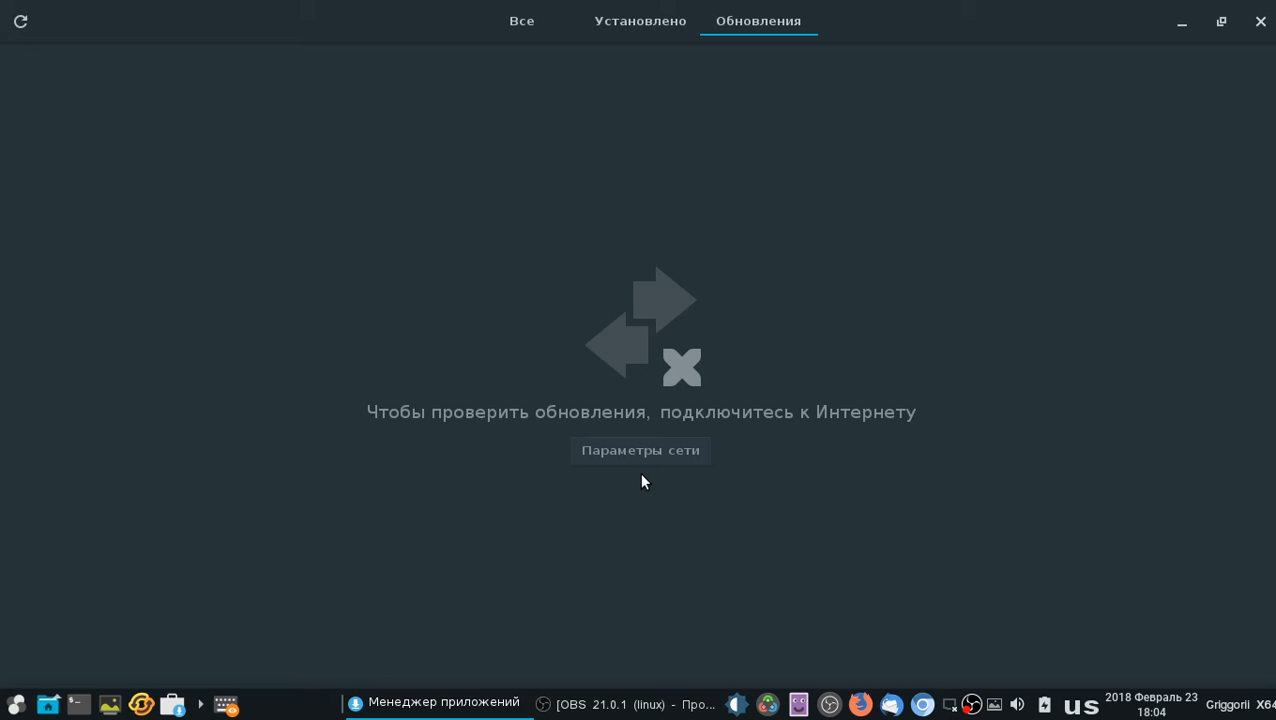 Все Установлено Обновления
Чтобы проверить обновления, подключитесь к Интернету
Параметры сети
Менеджер приложений [OBS 21.0.1 (linux) - Про... us 2018 Февраль 23 Griggorii X64
18:04